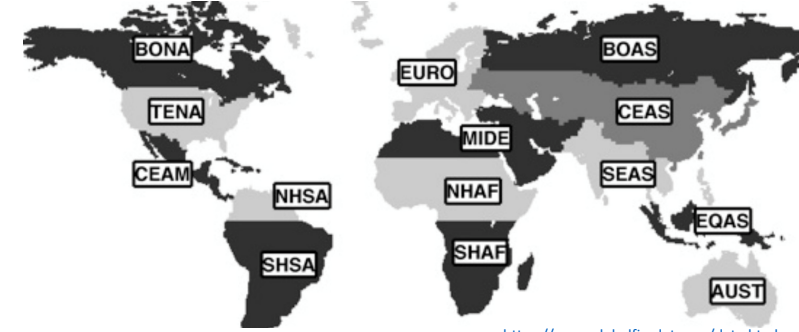 BONA
BOAS
EURO
TENA
CEAS
MIDE
CEAM
SEAS
NHSA
NHAF
EQAS
SHSA
SHAF
AUST